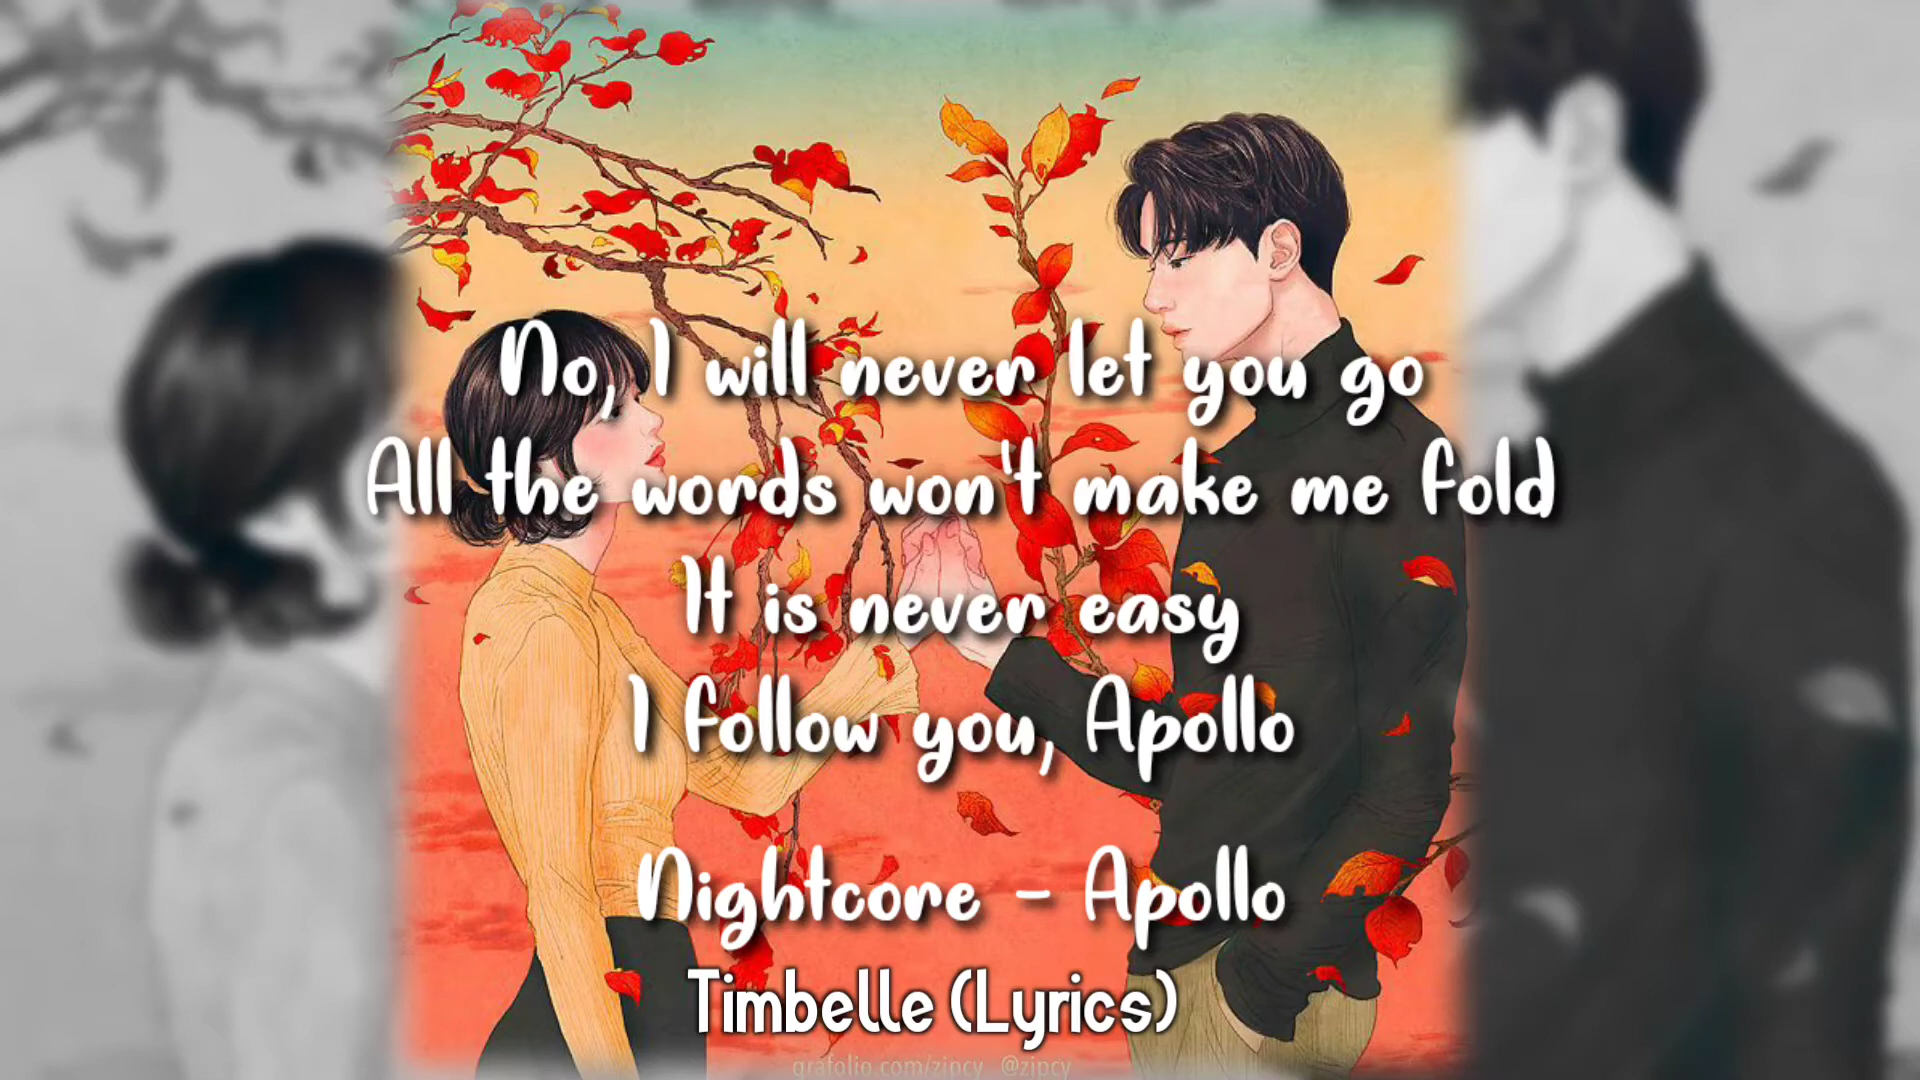 No, I will never let you go
All the words won't make me fold
It is never easy
I follow you, Apollo
Nightcore - Apollo
Timbelle (Lyrics)
grafolio.com/zipcy @zipcy